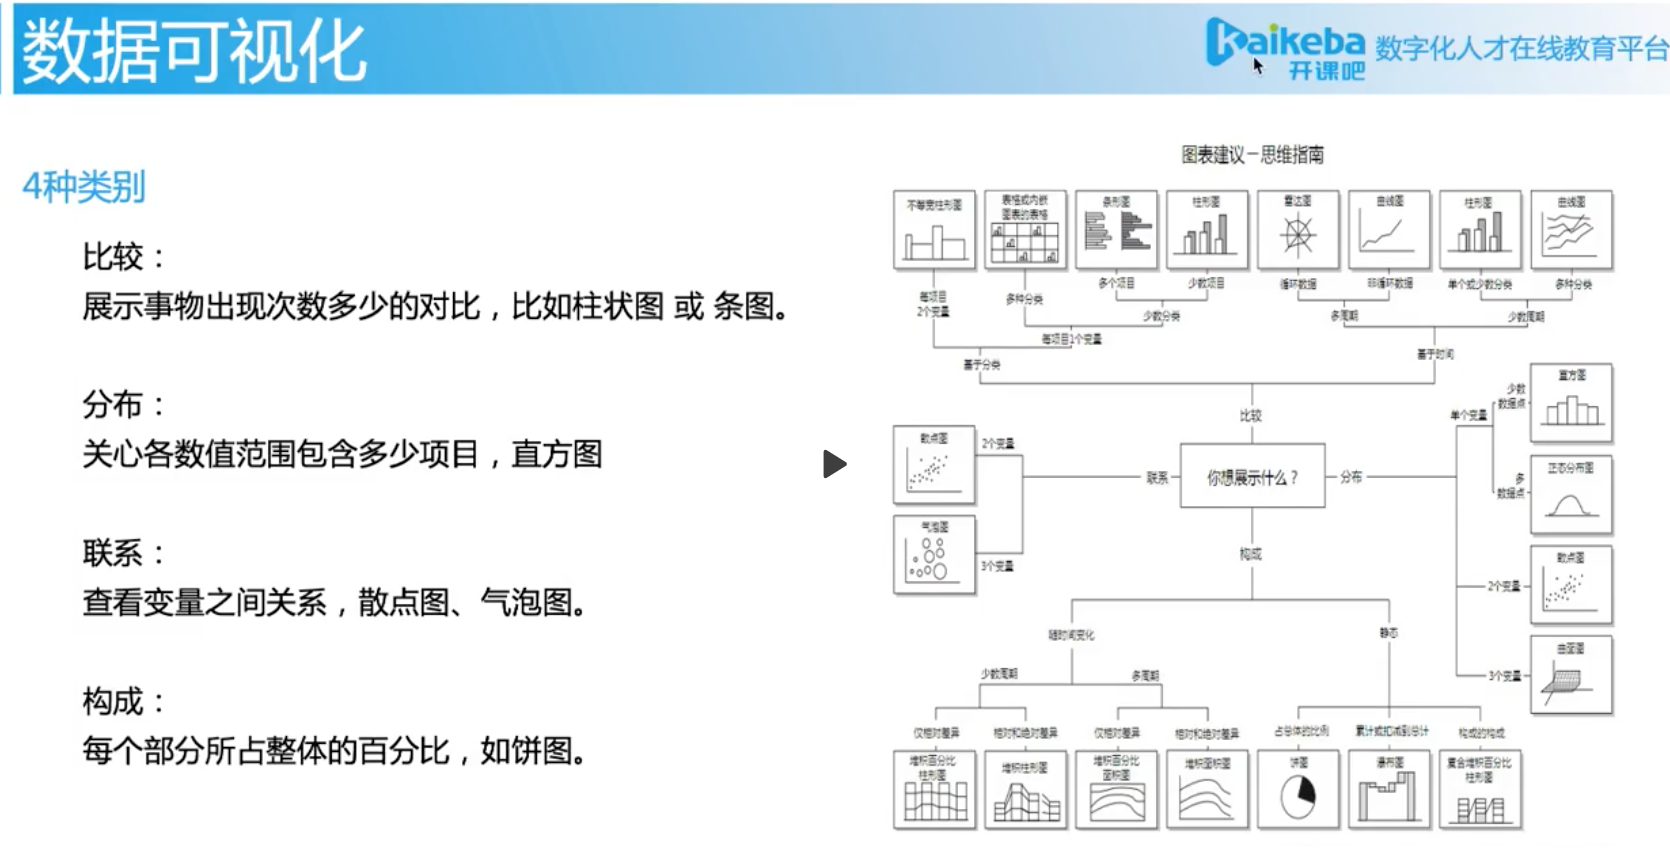 数据可视化
Kaikeba
开课吧
数字化人才在线教育平台
4种类别
比较：
展示事物出现次数多少的对比，比如柱状图 或 条图。
分布：
关心各数值范围包含多少项目，直方图
联系：
查看变量之间关系，散点图、气泡图。
构成：
每个部分所占整体的百分比，如饼图。
图表建议－思维指南
不等宽柱形图
表格或内嵌
图表的表格
条形图
柱形图
雷达图
曲线图
柱形图
曲线图
每项目
2个变量
多种分类
多个项目
少数项目
循环数据
非循环数据
单个或少数分类
多种分类
少数分类
多周期
少数周期
每项目1个变量
基于分类
基于时间
比较
你想展示什么？
联系
分布
构成
散点图
2个变量
气泡图
3个变量
单个变量
少数
数据点
直方图
多
数据点
正态分布图
2个变量
散点图
3个变量
曲面图
随时间变化
静态
少数周期
多周期
仅相对差异
相对和绝对差异
仅相对差异
相对和绝对差异
占总体的比例
累计或扣减到总计
构成的构成
堆积百分比
柱形图
堆积柱形图
堆积百分比
面积图
堆积面积图
饼图
瀑布图
复合堆积百分比
柱形图